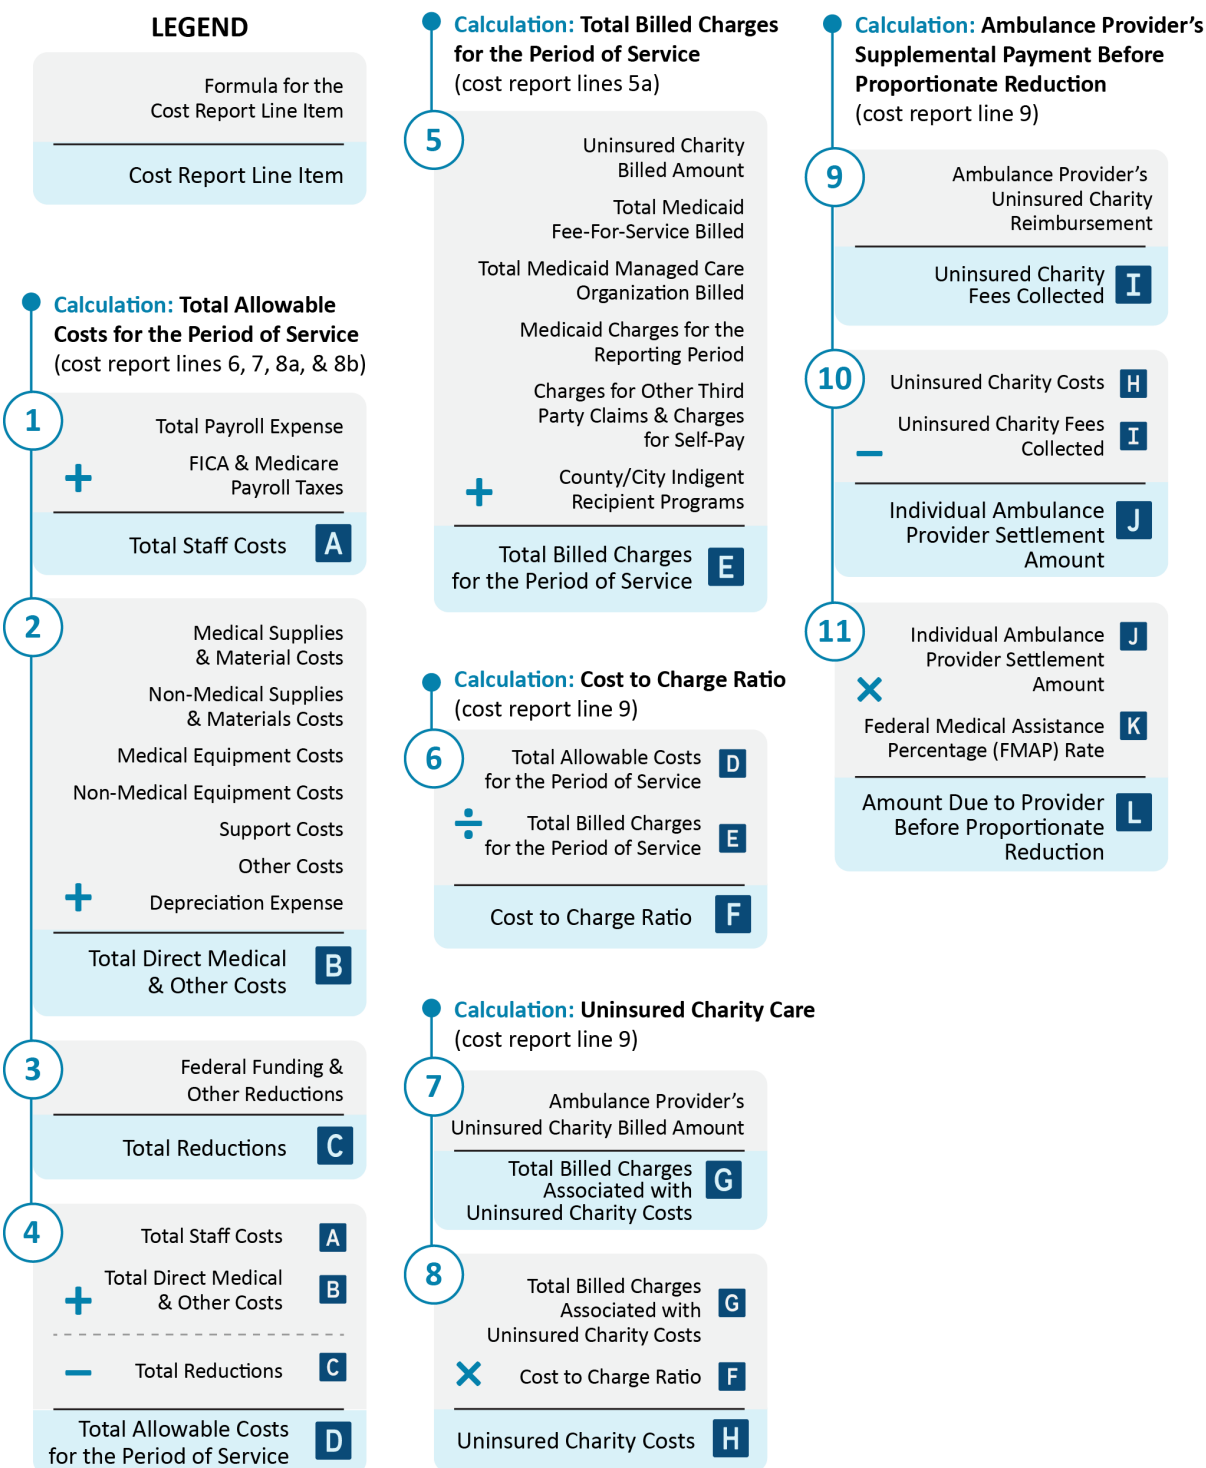 LEGEND
Formula for the
Cost Report Line Item
Cost Report Line Item
Calculation: Total Allowable
Costs for the Period of Service
(cost report lines 6, 7, 8a, & 8b)
1
Total Payroll Expense
+
FICA & Medicare
Payroll Taxes
Total Staff Costs A
2
Medical Supplies
& Material Costs
Non-Medical Supplies
& Materials Costs
Medical Equipment Costs
Non-Medical Equipment Costs
Support Costs
Other Costs
+ Depreciation Expense
Total Direct Medical
& Other Costs B
3
Federal Funding &
Other Reductions
Total Reductions C
4
Total Staff Costs A
+
Total Direct Medical
& Other Costs B
− Total Reductions C
Total Allowable Costs
for the Period of Service D
Calculation: Total Billed Charges
for the Period of Service
(cost report lines 5a)
5
Uninsured Charity
Billed Amount
Total Medicaid
Fee-For-Service Billed
Total Medicaid Managed Care
Organization Billed
Medicaid Charges for the
Reporting Period
Charges for Other Third
Party Claims & Charges
for Self-Pay
+
County/City Indigent
Recipient Programs
Total Billed Charges
for the Period of Service E
Calculation: Cost to Charge Ratio
(cost report line 9)
6
Total Allowable Costs
for the Period of Service D
÷
Total Billed Charges
for the Period of Service E
Cost to Charge Ratio F
Calculation: Uninsured Charity Care
(cost report line 9)
7
Ambulance Provider’s
Uninsured Charity Billed Amount
Total Billed Charges
Associated with
Uninsured Charity Costs G
8
Total Billed Charges
Associated with
Uninsured Charity Costs G
× Cost to Charge Ratio F
Uninsured Charity Costs H
Calculation: Ambulance Provider’s
Supplemental Payment Before
Proportionate Reduction
(cost report line 9)
9
Ambulance Provider’s
Uninsured Charity
Reimbursement
Uninsured Charity
Fees Collected I
10
Uninsured Charity Costs H
−
Uninsured Charity Fees
Collected I
Individual Ambulance
Provider Settlement
Amount J
11
Individual Ambulance
Provider Settlement
Amount J
×
Federal Medical Assistance
Percentage (FMAP) Rate K
Amount Due to Provider
Before Proportionate
Reduction L